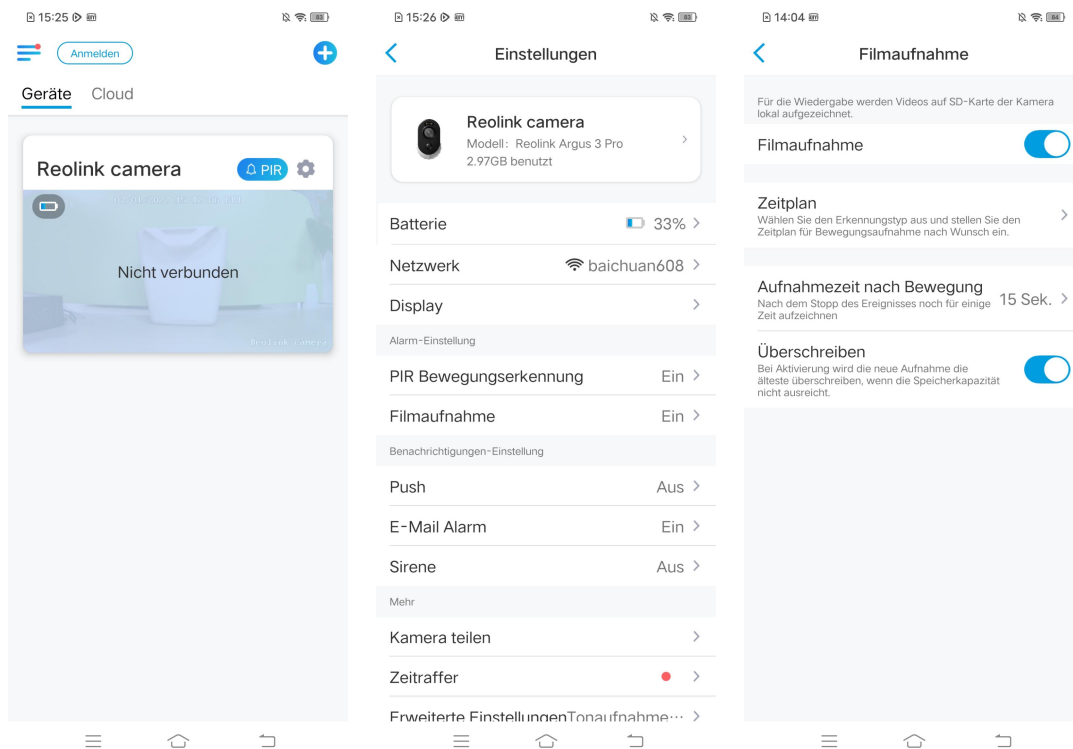 15:25
83
Anmelden
Geräte
Cloud
Reolink camera
PIR
Nicht verbunden
Reolink camera
15:26
83
Einstellungen
Reolink camera
Modell: Reolink Argus 3 Pro
2.97GB benutzt
Batterie
33%
Netzwerk
baichuan608
Display
Alarm-Einstellung
PIR Bewegungserkennung
Ein
Filmaufnahme
Ein
Benachrichtigungen-Einstellung
Push
Aus
E-Mail Alarm
Ein
Sirene
Aus
Mehr
Kamera teilen
Zeitraffer
Erweiterte Einstellungen
Tonaufnahme…
14:04
84
Filmaufnahme
Für die Wiedergabe werden Videos auf SD-Karte der Kamera
lokal aufgezeichnet.
Filmaufnahme
Zeitplan
Wählen Sie den Erkennungstyp aus und stellen Sie den
Zeitplan für Bewegungsaufnahme nach Wunsch ein.
Aufnahmezeit nach Bewegung
15 Sek.
Nach dem Stopp des Ereignisses noch für einige
Zeit aufzeichnen
Überschreiben
Bei Aktivierung wird die neue Aufnahme die
älteste überschreiben, wenn die Speicherkapazität
nicht ausreicht.